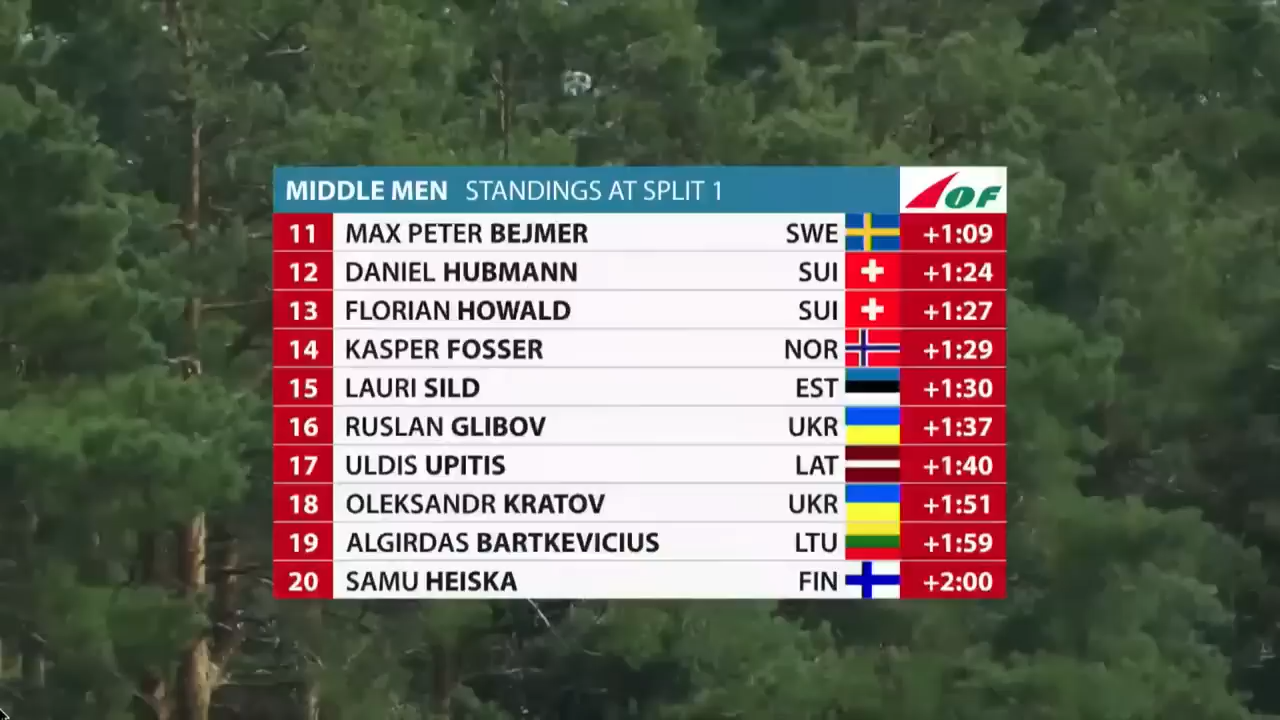 MIDDLE MEN STANDINGS AT SPLIT 1 IOF
11 MAX PETER BEJMER SWE +1:09
12 DANIEL HUBMANN SUI +1:24
13 FLORIAN HOWALD SUI +1:27
14 KASPER FOSSER NOR +1:29
15 LAURI SILD EST +1:30
16 RUSLAN GLIBOV UKR +1:37
17 ULDIS UPITIS LAT +1:40
18 OLEKSANDR KRATOV UKR +1:51
19 ALGIRDAS BARTKEVICIUS LTU +1:59
20 SAMU HEISKA FIN +2:00